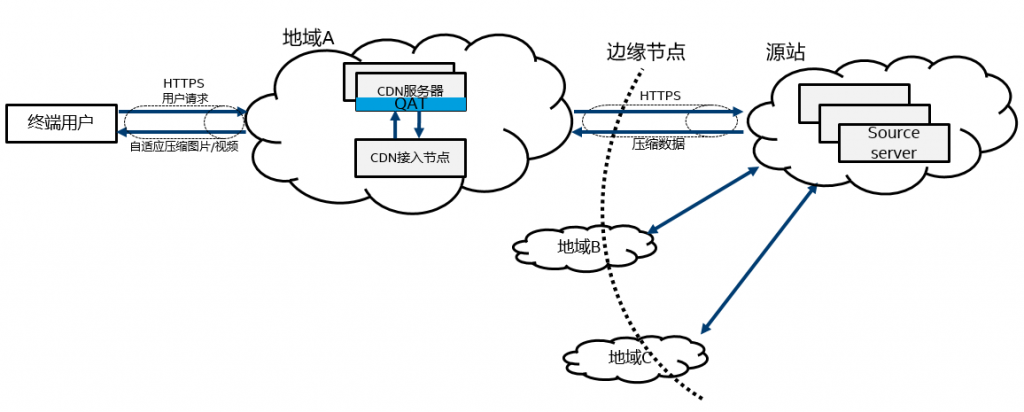 地域A
边缘节点
源站
HTTPS
用户请求
终端用户
自适应压缩图片/视频
CDN服务器
QAT
CDN接入节点
HTTPS
压缩数据
Source
server
地域B
地域C